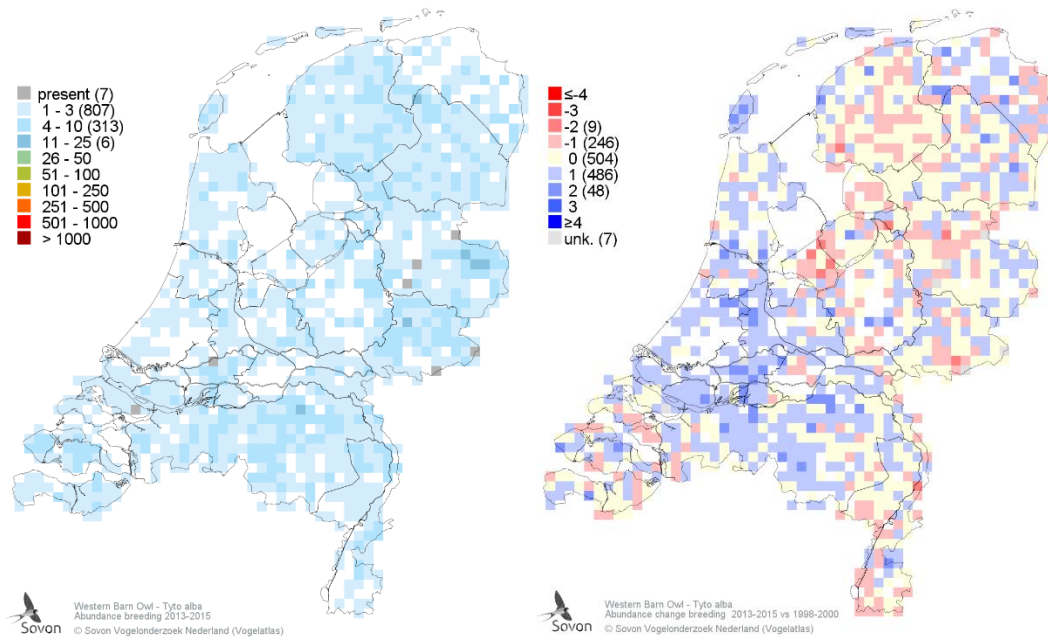 present (7)
1 - 3 (807)
4 - 10 (313)
11 - 25 (6)
26 - 50
51 - 100
101 - 250
251 - 500
501 - 1000
> 1000
Sovon
Western Barn Owl - Tyto alba
Abundance breeding 2013-2015
© Sovon Vogelonderzoek Nederland (Vogelatlas)
≤-4
-3
-2 (9)
-1 (246)
0 (504)
1 (486)
2 (48)
3
≥4
unk. (7)
Sovon
Western Barn Owl - Tyto alba
Abundance change breeding 2013-2015 vs 1998-2000
© Sovon Vogelonderzoek Nederland (Vogelatlas)